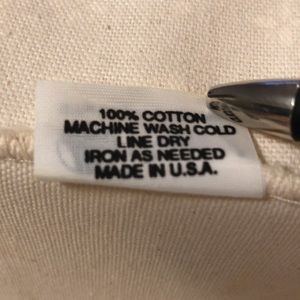 100% COTTON
MACHINE WASH COLD
LINE DRY
IRON AS NEEDED
MADE IN U.S.A.